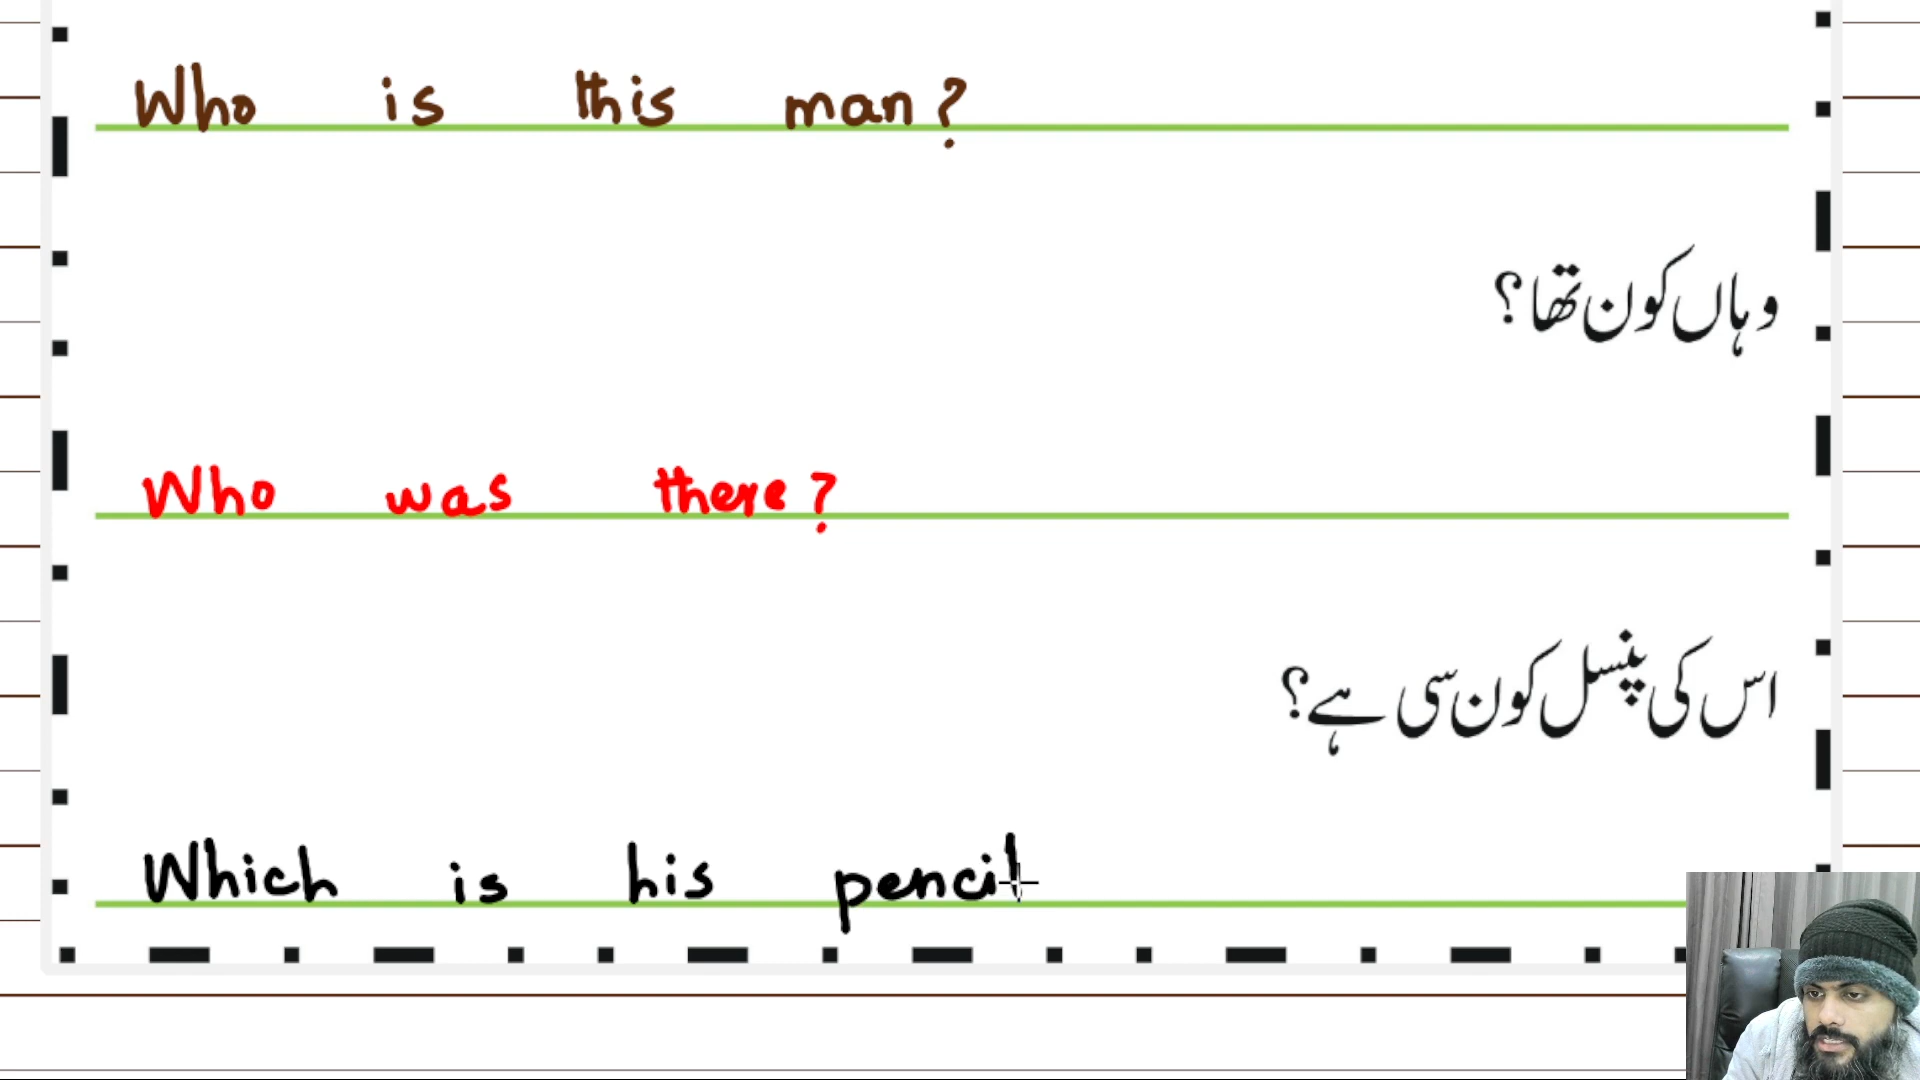 Who is this man?
وہاں کون تھا؟
Who was there?
اس کی پنسل کون سی ہے؟
Which is his pencil